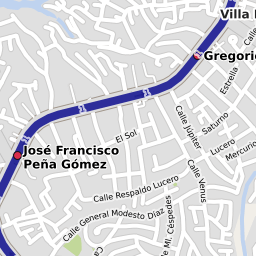 Villa
Gregorio
Estrella
Calle Júpiter
Saturno
El Sol
Lucero
Mercurio
José Francisco
Peña Gómez
Calle Respaldo Lucero
Calle Venus
Calle General Modesto Díaz
Ml. Céspedes